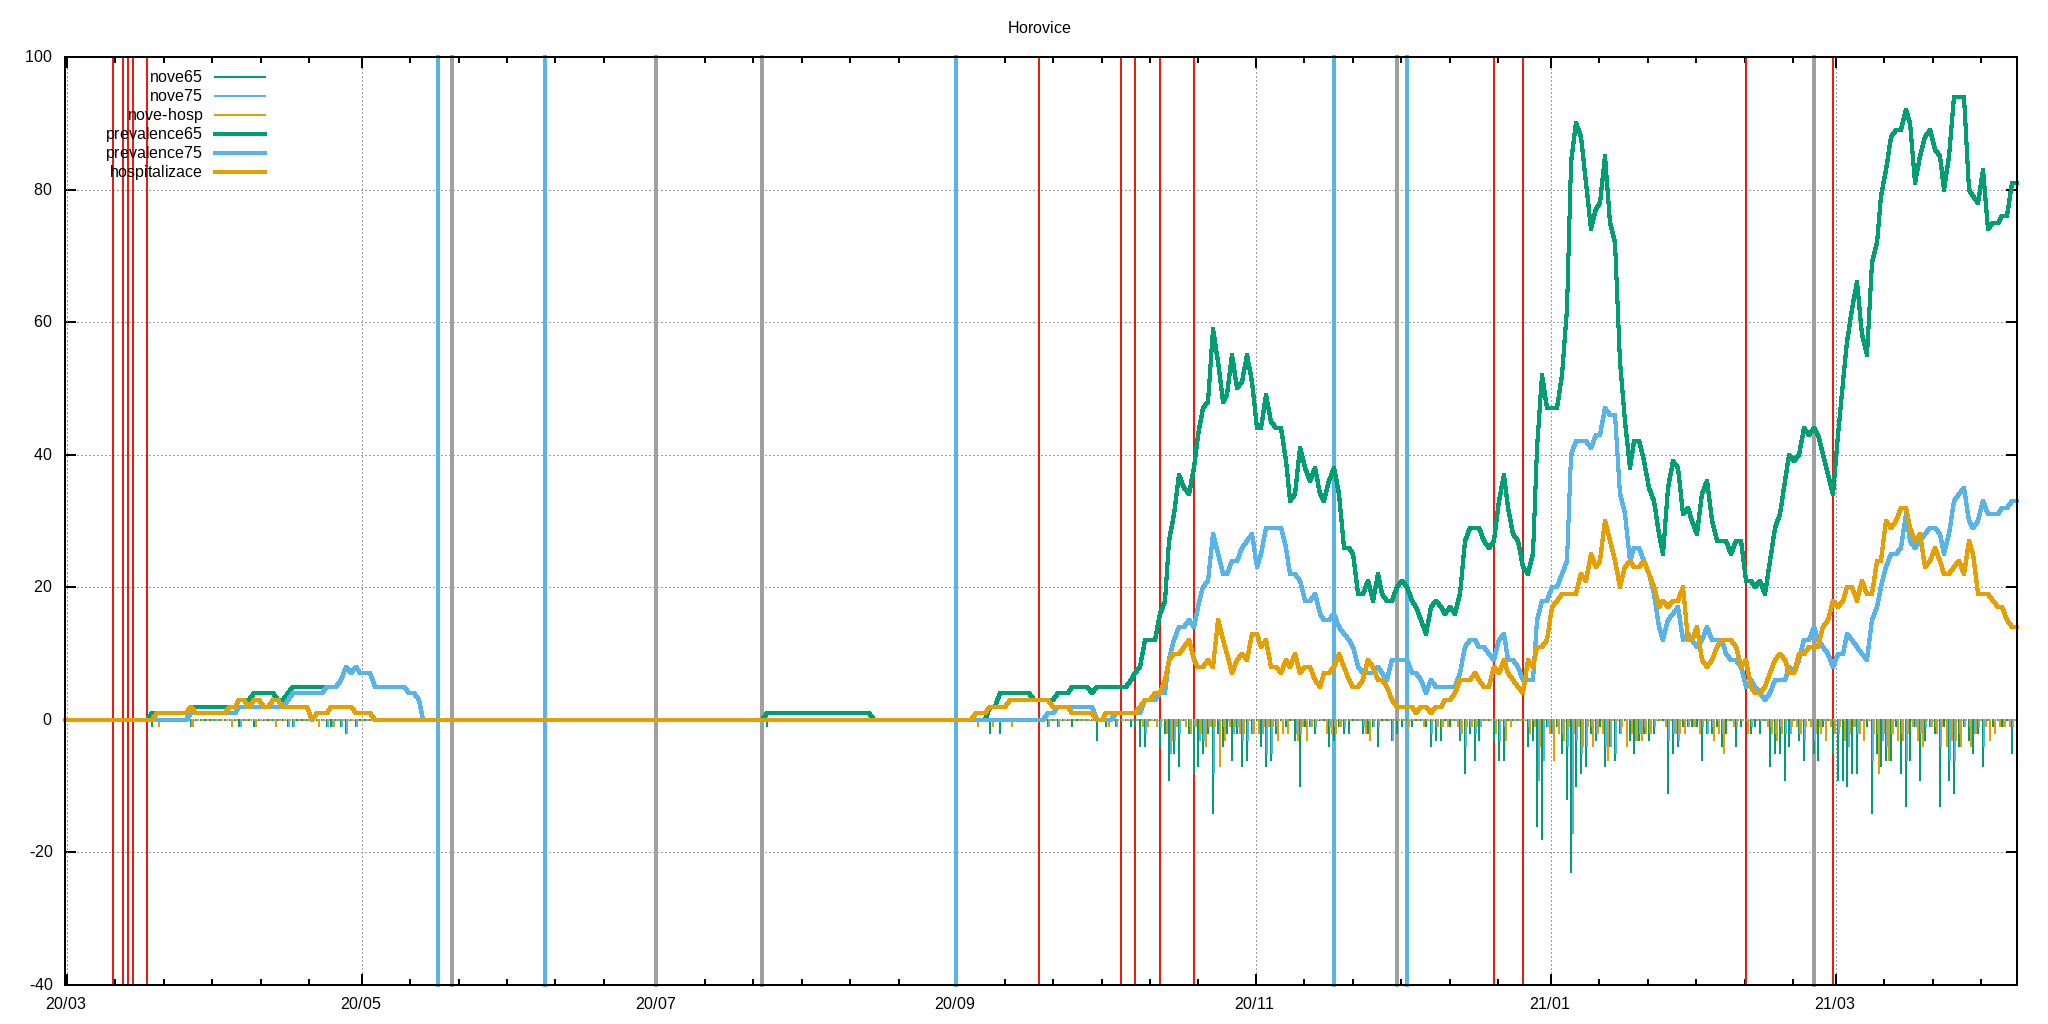 Horovice
100
80
60
40
20
0
-20
-40
nove65
nove75
nove-hosp
prevalence65
prevalence75
hospitalizace
20/03 20/05 20/07 20/09 20/11 21/01 21/03